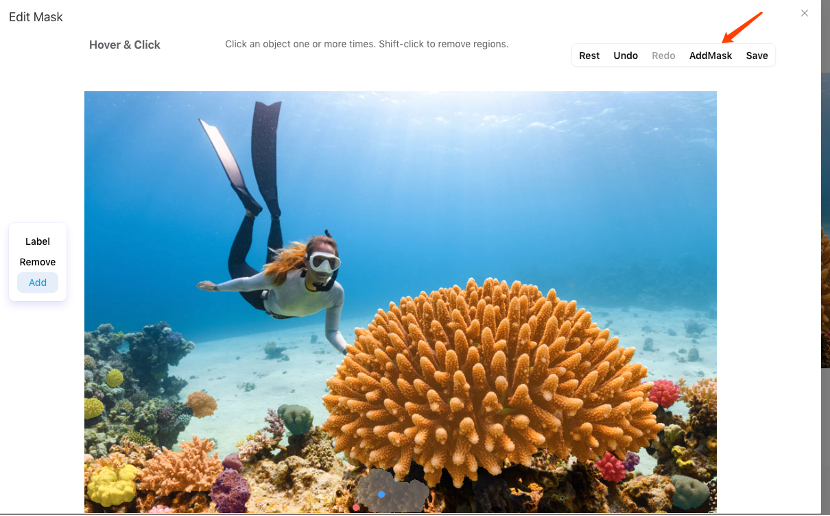 Edit Mask
Hover & Click
Click an object one or more times. Shift-click to remove regions.
Rest Undo Redo AddMask Save
Label
Remove
Add